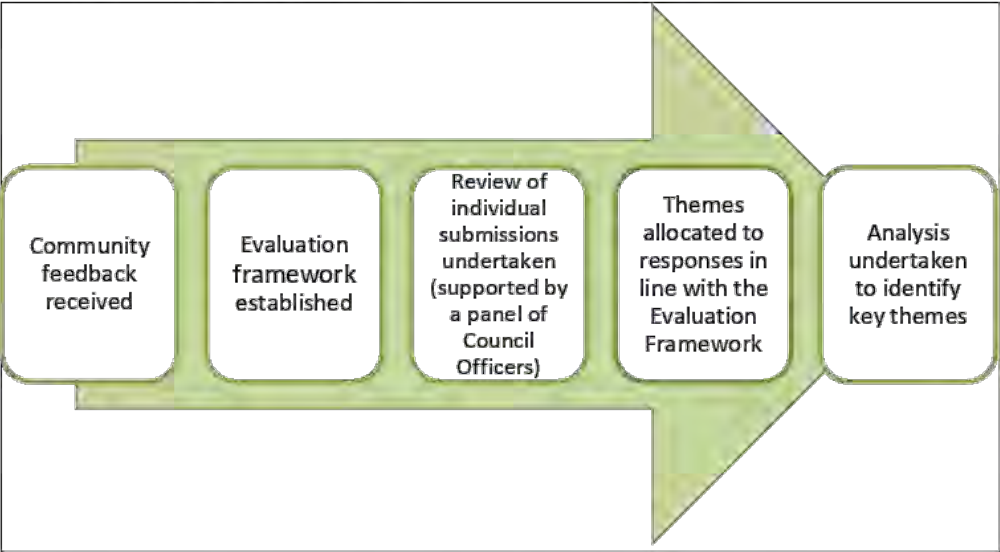 Community
feedback
received
Evaluation
framework
established
Review of
individual
submissions
undertaken
(supported by
a panel of
Council
Officers)
Themes
allocated to
responses in
line with the
Evaluation
Framework
Analysis
undertaken
to identify
key themes